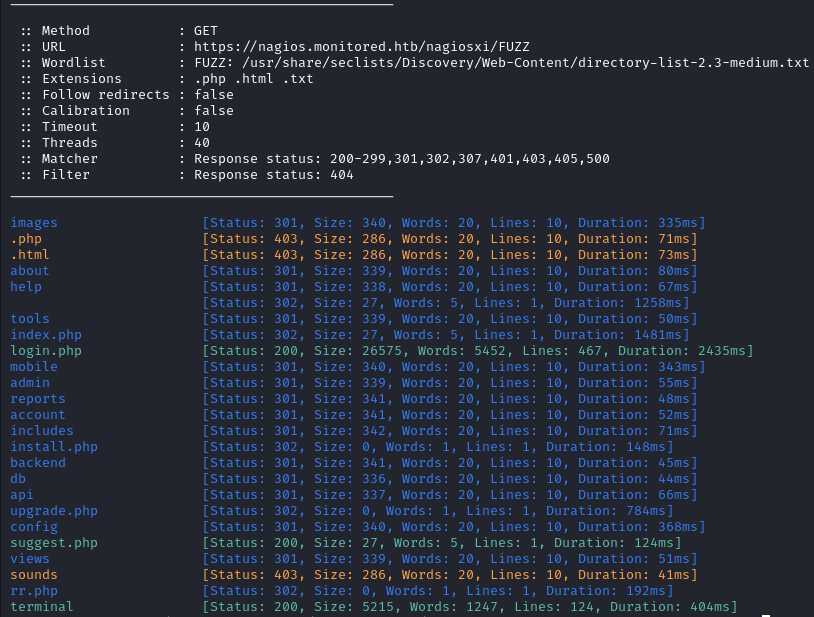 :: Method           : GET
:: URL              : https://nagios.monitored.htb/nagiosxi/FUZZ
:: Wordlist         : FUZZ: /usr/share/seclists/Discovery/Web-Content/directory-list-2.3-medium.txt
:: Extensions       : .php .html .txt
:: Follow redirects : false
:: Calibration      : false
:: Timeout          : 10
:: Threads          : 40
:: Matcher          : Response status: 200-299,301,302,307,401,403,405,500
:: Filter           : Response status: 404
images                  [Status: 301, Size: 340, Words: 20, Lines: 10, Duration: 335ms]
.php                    [Status: 403, Size: 286, Words: 20, Lines: 10, Duration: 71ms]
.html                   [Status: 403, Size: 286, Words: 20, Lines: 10, Duration: 73ms]
about                   [Status: 301, Size: 339, Words: 20, Lines: 10, Duration: 80ms]
help                    [Status: 301, Size: 338, Words: 20, Lines: 10, Duration: 67ms]
[Status: 302, Size: 27, Words: 5, Lines: 1, Duration: 1258ms]
tools                   [Status: 301, Size: 339, Words: 20, Lines: 10, Duration: 50ms]
index.php               [Status: 302, Size: 27, Words: 5, Lines: 1, Duration: 1481ms]
login.php               [Status: 200, Size: 26575, Words: 5452, Lines: 467, Duration: 2435ms]
mobile                  [Status: 301, Size: 340, Words: 20, Lines: 10, Duration: 343ms]
admin                   [Status: 301, Size: 339, Words: 20, Lines: 10, Duration: 55ms]
reports                 [Status: 301, Size: 341, Words: 20, Lines: 10, Duration: 48ms]
account                 [Status: 301, Size: 341, Words: 20, Lines: 10, Duration: 52ms]
includes                [Status: 301, Size: 342, Words: 20, Lines: 10, Duration: 71ms]
install.php             [Status: 302, Size: 0, Words: 1, Lines: 1, Duration: 148ms]
backend                 [Status: 301, Size: 341, Words: 20, Lines: 10, Duration: 45ms]
db                      [Status: 301, Size: 336, Words: 20, Lines: 10, Duration: 44ms]
api                     [Status: 301, Size: 337, Words: 20, Lines: 10, Duration: 66ms]
upgrade.php             [Status: 302, Size: 0, Words: 1, Lines: 1, Duration: 784ms]
config                  [Status: 301, Size: 340, Words: 20, Lines: 10, Duration: 368ms]
suggest.php             [Status: 200, Size: 27, Words: 5, Lines: 1, Duration: 124ms]
views                   [Status: 301, Size: 339, Words: 20, Lines: 10, Duration: 51ms]
sounds                  [Status: 403, Size: 286, Words: 20, Lines: 10, Duration: 41ms]
rr.php                  [Status: 302, Size: 0, Words: 1, Lines: 1, Duration: 192ms]
terminal                [Status: 200, Size: 5215, Words: 1247, Lines: 124, Duration: 404ms]